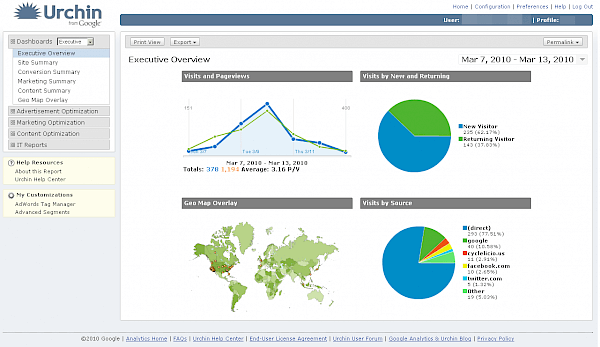 Urchin
from Google
Home | Configuration | Preferences | Help | Log Out
User: | Profile:
Dashboards Executive
Executive Overview
Site Summary
Conversion Summary
Marketing Summary
Content Summary
Geo Map Overlay
Advertisement Optimization
Marketing Optimization
Content Optimization
IT Reports
Help Resources
About this Report
Urchin Help Center
My Customizations
AdWords Tag Manager
Advanced Segments
Print View Export Permalink
Executive Overview Mar 7, 2010 - Mar 13, 2010
Visits and Pageviews
Tue 3/9 Thu 3/11
Mar 7, 2010 - Mar 13, 2010
Totals: 378 1,194 Average: 3.16 P/V
Visits by New and Returning
New Visitor
235 (62.17%)
Returning Visitor
143 (37.83%)
Geo Map Overlay
Visits by Source
(direct)
293 (77.51%)
google
40 (10.58%)
cyclelicio.us
11 (2.91%)
facebook.com
10 (2.65%)
twitter.com
5 (1.32%)
Other
19 (5.03%)
©2010 Google | Analytics Home | FAQs | Urchin Help Center | End-User License Agreement | Urchin User Forum | Google Analytics & Urchin Blog | Privacy Policy